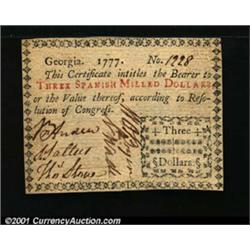 Georgia. 1777. No. 1228
This Certificate intitles the Bearer to
THREE SPANISH MILLED DOLLARS
or the Value thereof, according to Reso-
lution of Congress.
Three
Dollars.
©2001 CurrencyAuction.com